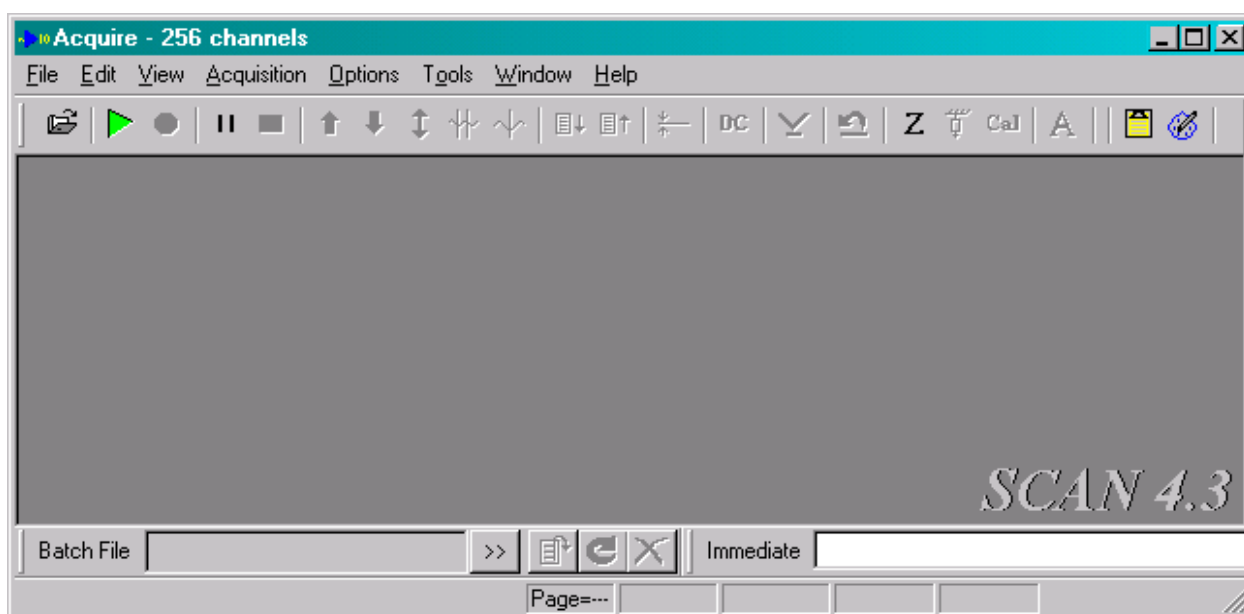 Acquire - 256 channels
File Edit View Acquisition Options Tools Window Help
DC Z Cal A
SCAN 4.3
Batch File >> Immediate
Page=---